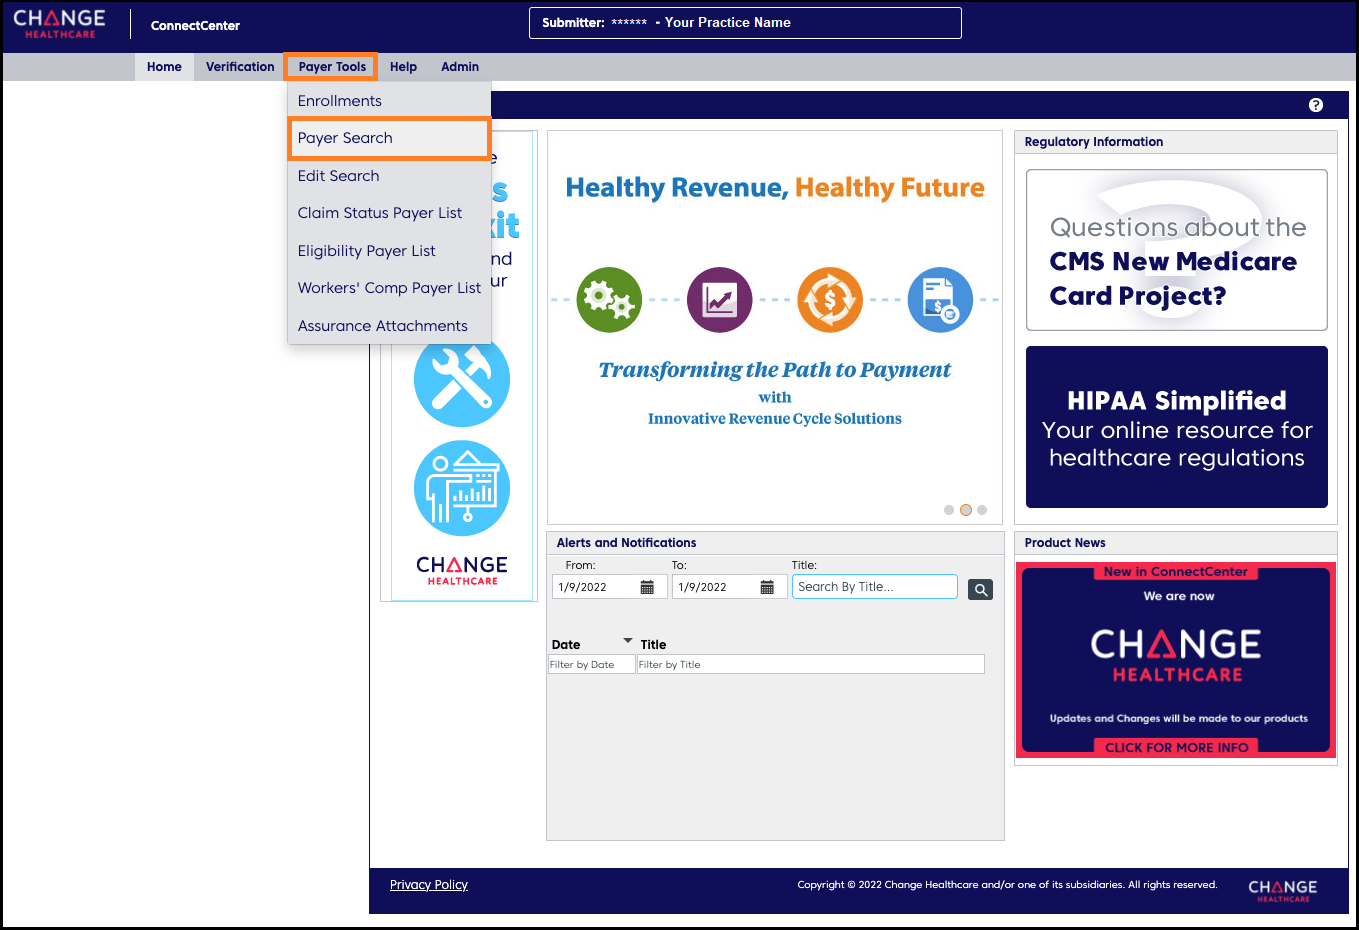 CHANGE
HEALTHCARE
ConnectCenter
Submitter: ****** - Your Practice Name
Home Verification Payer Tools Help Admin
Enrollments
Payer Search
Edit Search
Claim Status Payer List
Eligibility Payer List
Workers' Comp Payer List
Assurance Attachments
?
e
s
kit
nd
ur
CHANGE
HEALTHCARE
Healthy Revenue, Healthy Future
$
Transforming the Path to Payment
with
Innovative Revenue Cycle Solutions
Regulatory Information
Questions about the
CMS New Medicare
Card Project?
HIPAA Simplified
Your online resource for
healthcare regulations
Alerts and Notifications
From: To: Title:
1/9/2022 1/9/2022 Search By Title...
Date Title
Filter by Date Filter by Title
Product News
New in ConnectCenter
We are now
CHANGE
HEALTHCARE
Updates and Changes will be made to our products
CLICK FOR MORE INFO
Privacy Policy
Copyright © 2022 Change Healthcare and/or one of its subsidiaries. All rights reserved.
CHANGE
HEALTHCARE